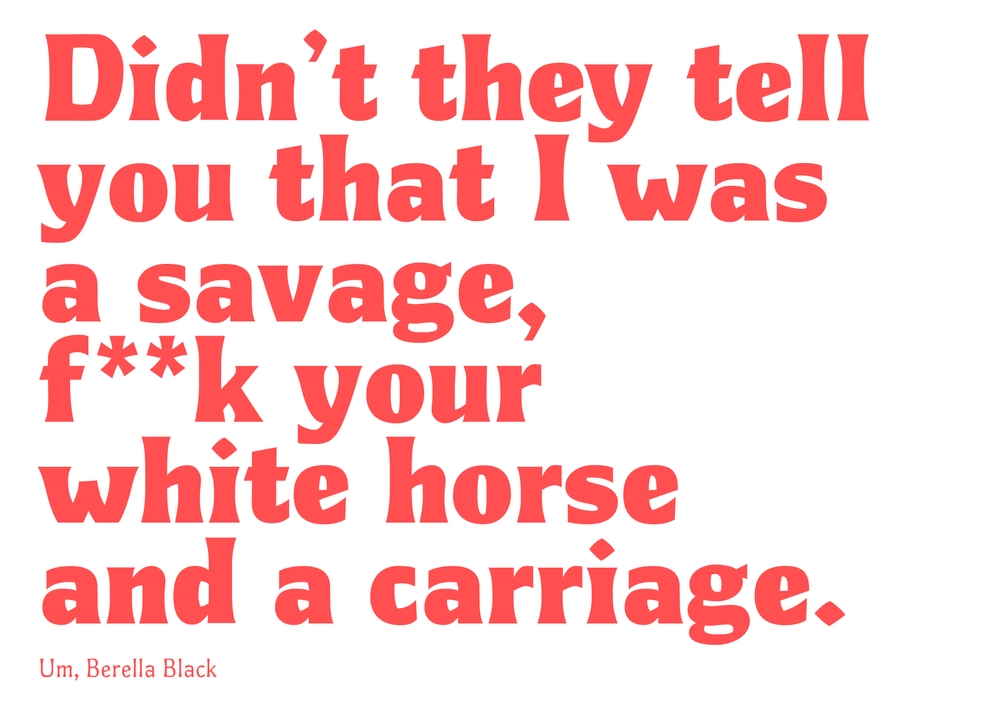 Didn’t they tell
you that I was
a savage,
f**k your
white horse
and a carriage.
Um, Berella Black